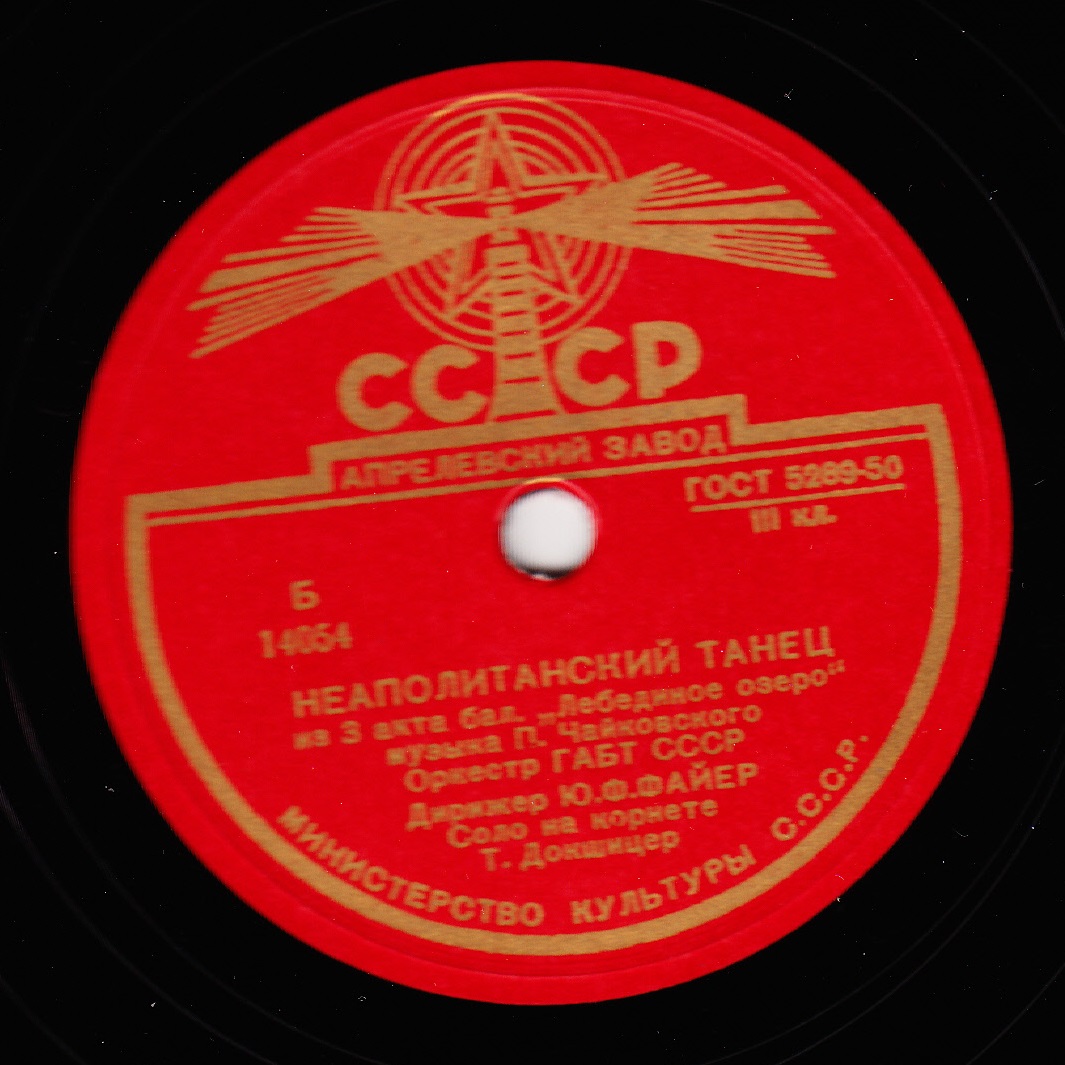 СССР
АПРЕЛЕВСКИЙ ЗАВОД
ГОСТ 5289-50
III кл.
Б
14054
НЕАПОЛИТАНСКИЙ ТАНЕЦ
из 3 акта бал. „Лебединое озеро“
музыка П. Чайковского
Оркестр ГАБТ СССР
Дирижер Ю.Ф.ФАЙЕР
Соло на корнете
Т. Докшицер
МИНИСТЕРСТВО КУЛЬТУРЫ С.С.С.Р.